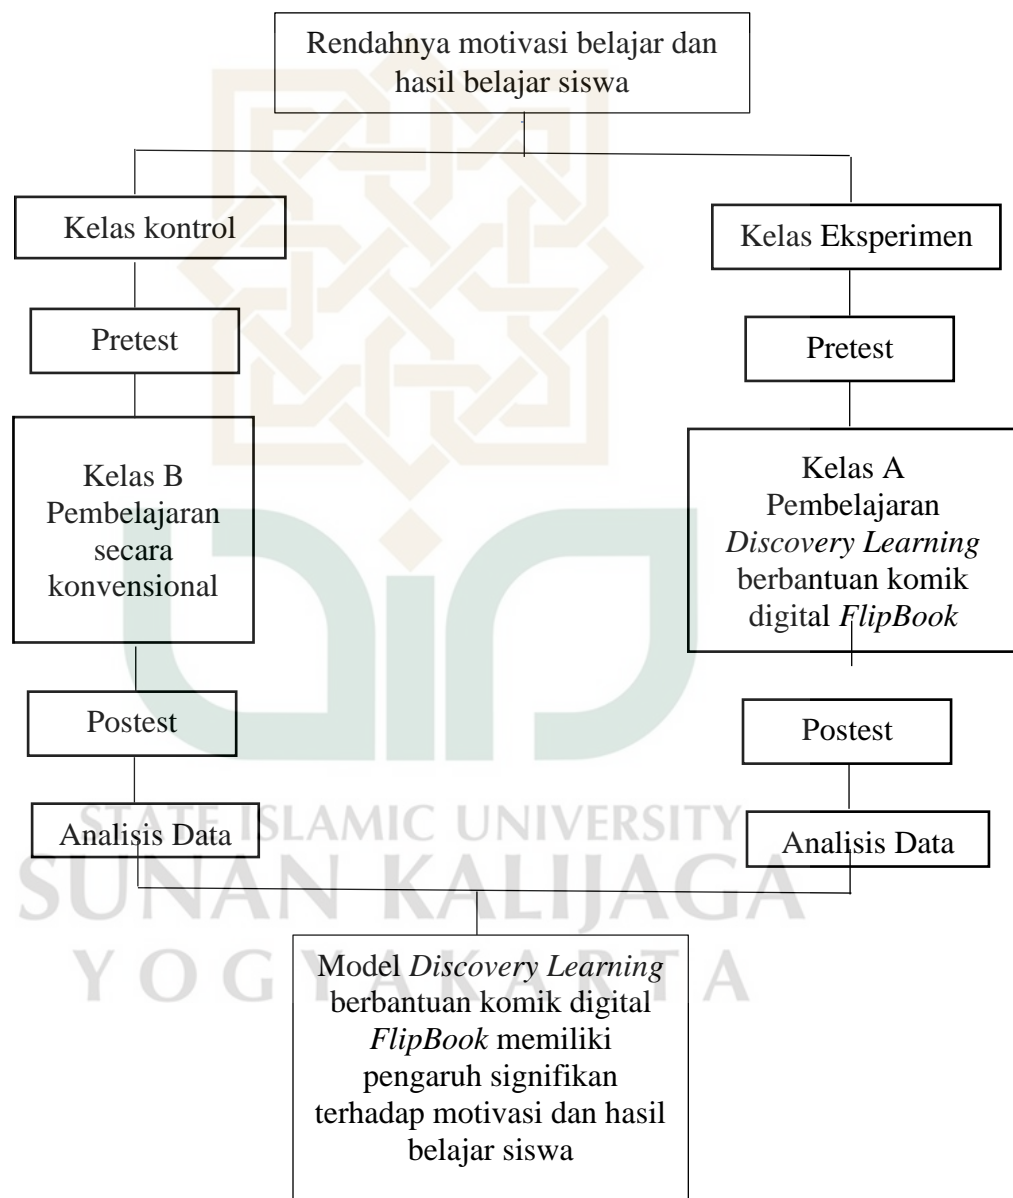 Rendahnya motivasi belajar dan
hasil belajar siswa
Kelas kontrol
Kelas Eksperimen
Pretest
Pretest
Kelas B
Pembelajaran
secara
konvensional
Kelas A
Pembelajaran
Discovery Learning
berbantuan komik
digital FlipBook
Postest
Postest
Analisis Data
Analisis Data
STATE ISLAMIC UNIVERSITY
SUNAN KALIJAGA
YOGYAKARTA
Model Discovery Learning
berbantuan komik digital
FlipBook memiliki
pengaruh signifikan
terhadap motivasi dan hasil
belajar siswa